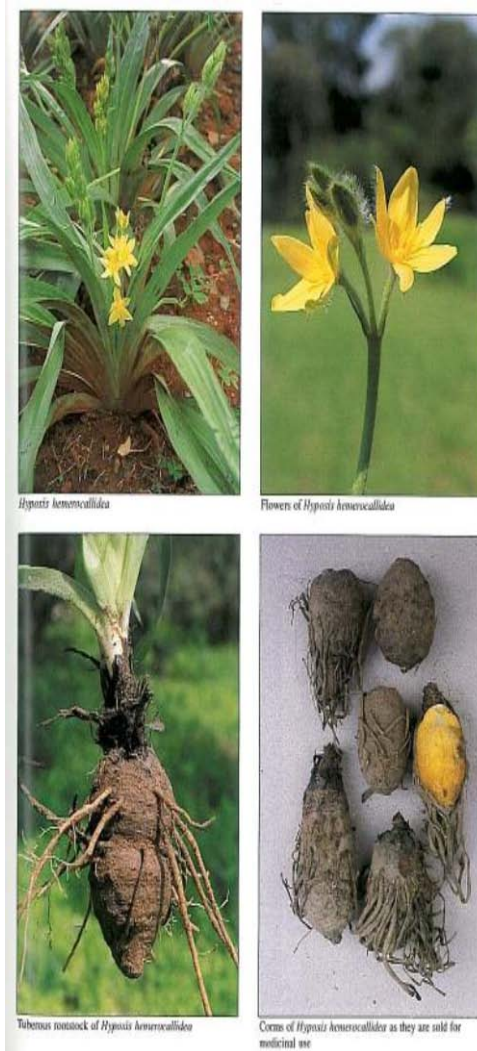 Hypoxis hemerocallidea
Flowers of Hypoxis hemerocallidea
Tuberous rootstock of Hypoxis hemerocallidea
Corms of Hypoxis hemerocallidea as they are sold for
medicinal use